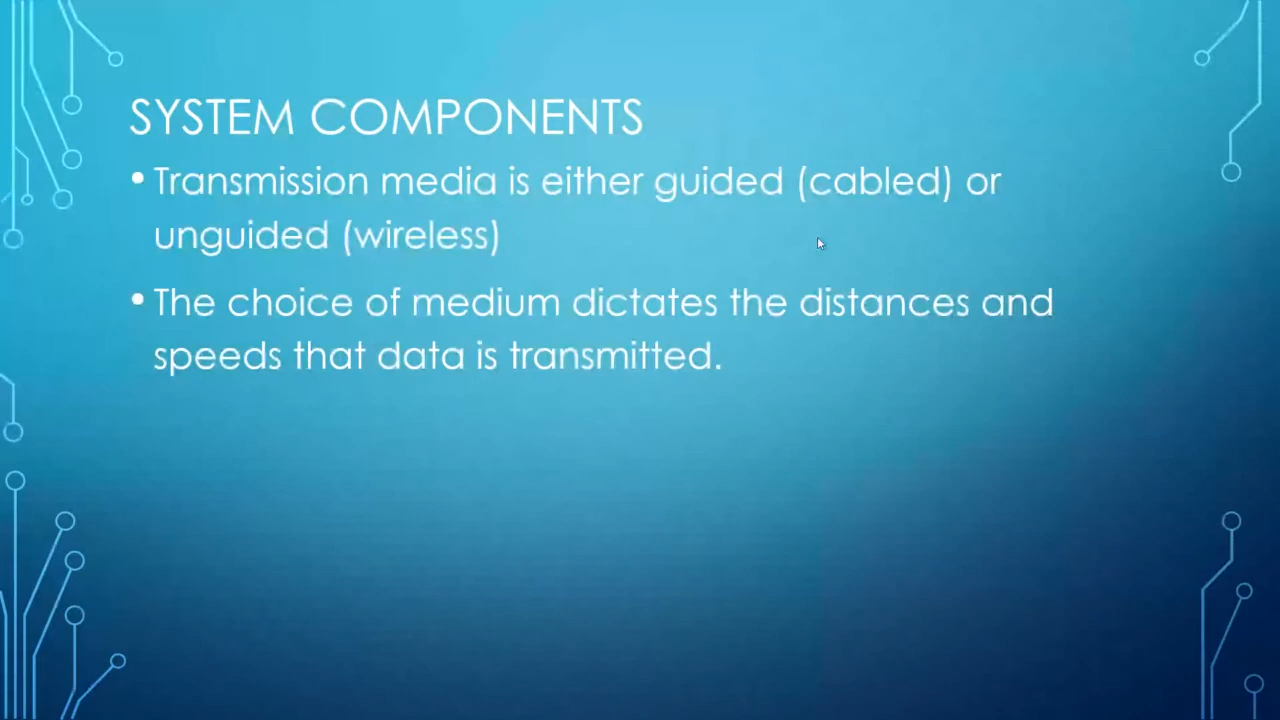 SYSTEM COMPONENTS
• Transmission media is either guided (cabled) or
unguided (wireless)
• The choice of medium dictates the distances and
speeds that data is transmitted.